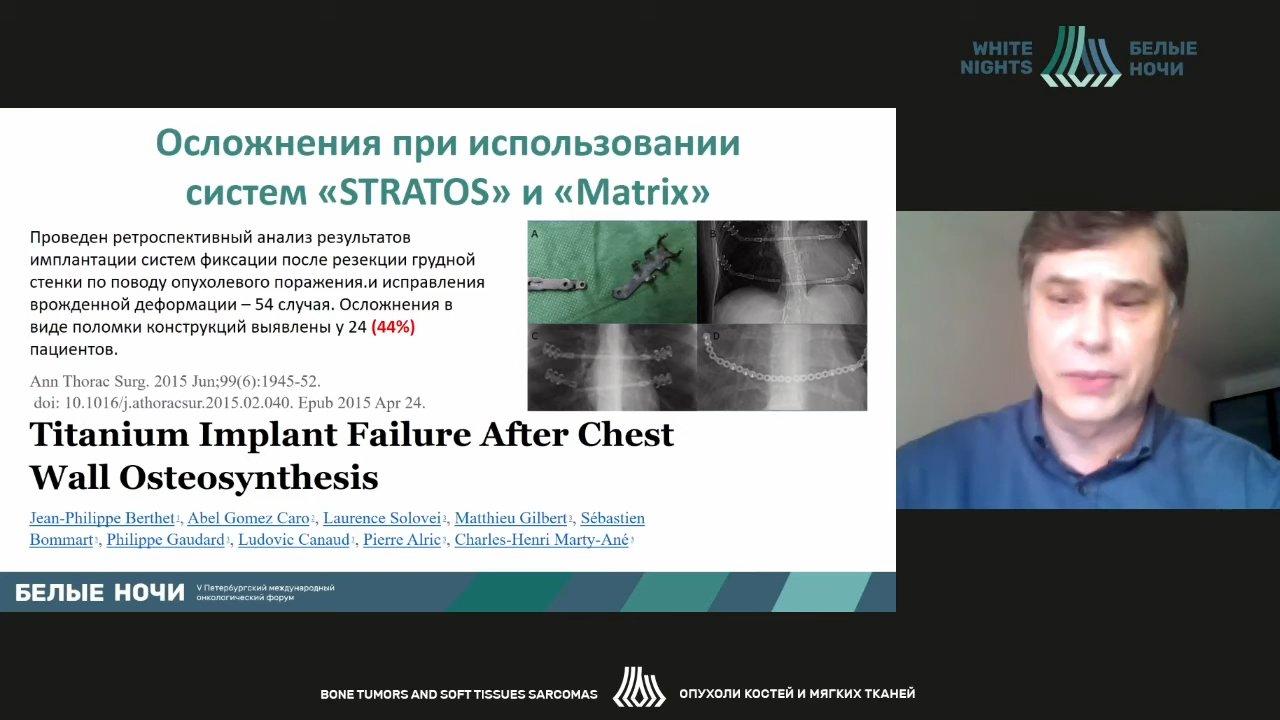 WHITE
NIGHTS
БЕЛЫЕ
НОЧИ
Осложнения при использовании
систем «STRATOS» и «Matrix»
Проведен ретроспективный анализ результатов
имплантации систем фиксации после резекции грудной
стенки по поводу опухолевого поражения.и исправления
врожденной деформации – 54 случая. Осложнения в
виде поломки конструкций выявлены у 24 (44%)
пациентов.
A
B
C
D
Ann Thorac Surg. 2015 Jun;99(6):1945-52.
doi: 10.1016/j.athoracsur.2015.02.040. Epub 2015 Apr 24.
Titanium Implant Failure After Chest
Wall Osteosynthesis
Jean-Philippe Berthet, Abel Gomez Caro, Laurence Solovei, Matthieu Gilbert, Sébastien
Bommart, Philippe Gaudard, Ludovic Canaud, Pierre Alric, Charles-Henri Marty-Ané
БЕЛЫЕ НОЧИ
V Петербургский международный
онкологический форум
BONE TUMORS AND SOFT TISSUES SARCOMAS
ОПУХОЛИ КОСТЕЙ И МЯГКИХ ТКАНЕЙ